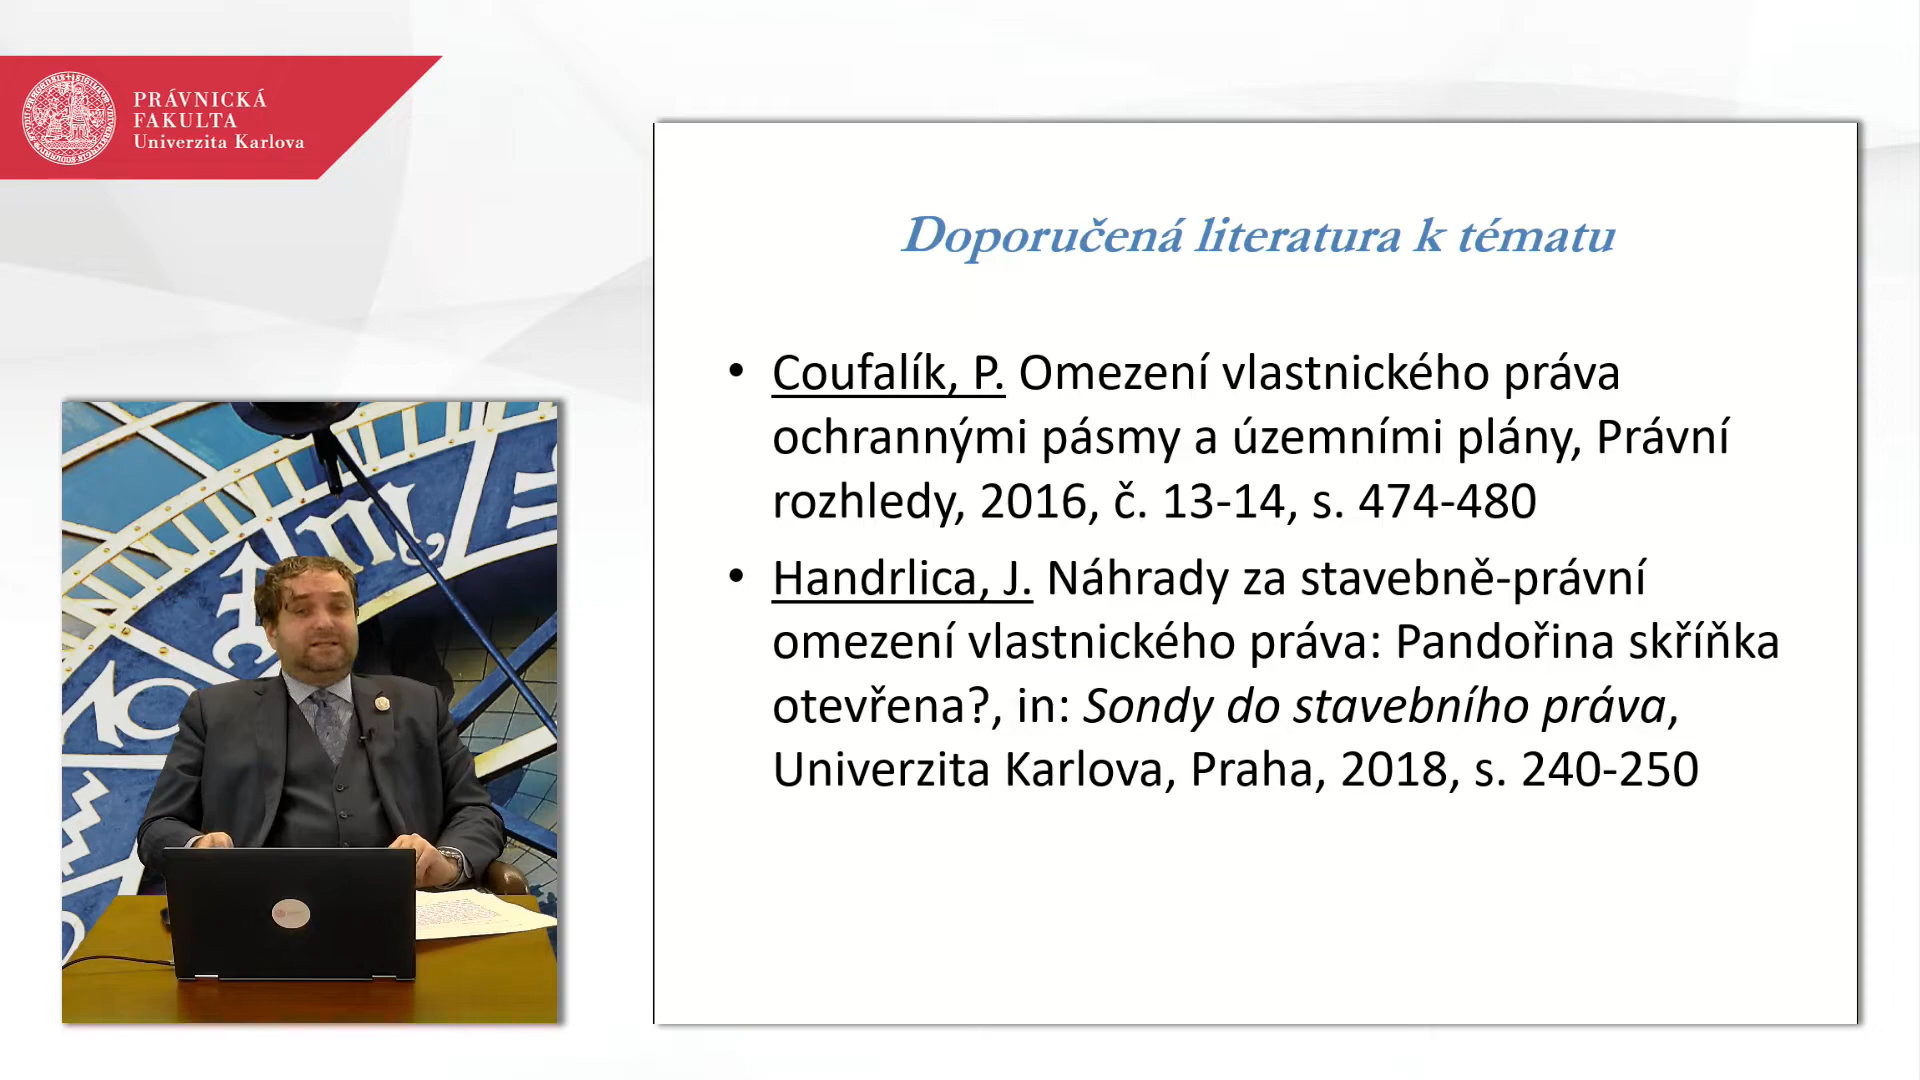 PRÁVNICKÁ
FAKULTA
Univerzita Karlova
Doporučená literatura k tématu
• Coufalík, P. Omezení vlastnického práva
ochrannými pásmy a územními plány, Právní
rozhledy, 2016, č. 13-14, s. 474-480
• Handrlica, J. Náhrady za stavebně-právní
omezení vlastnického práva: Pandořina skříňka
otevřena?, in: Sondy do stavebního práva,
Univerzita Karlova, Praha, 2018, s. 240-250